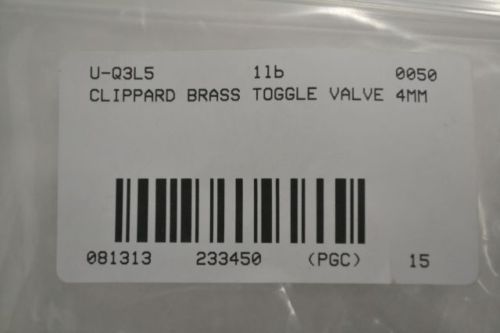 U-Q3L5 1lb 0050
CLIPPARD BRASS TOGGLE VALVE 4MM
081313 233450 (PGC) 15